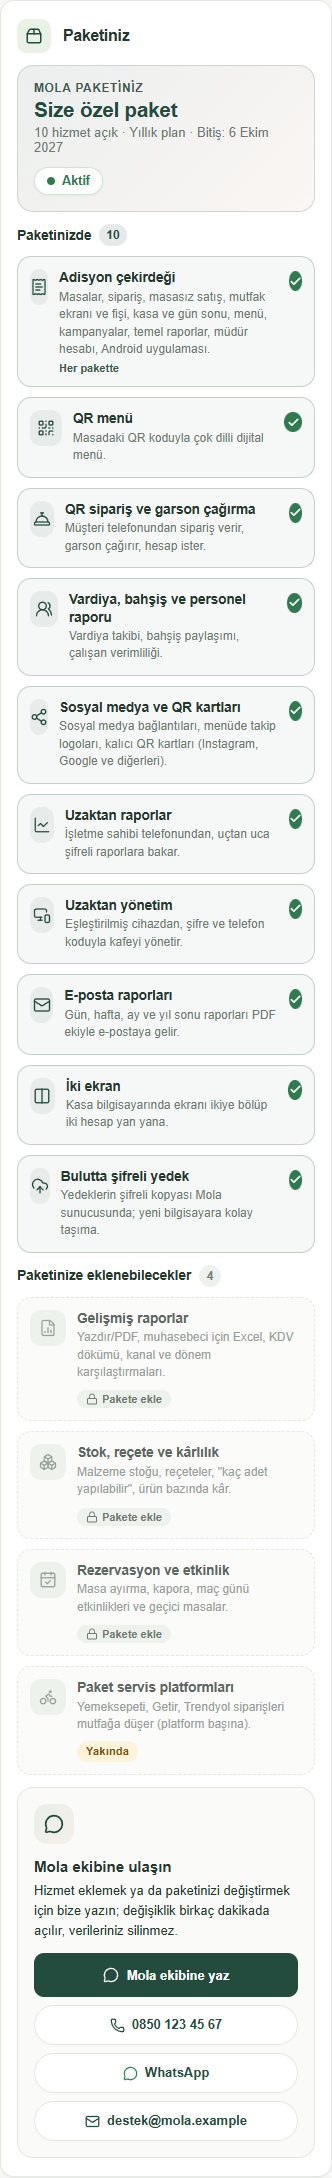 Paketiniz
MOLA PAKETİNİZ
Size özel paket
10 hizmet açık · Yıllık plan · Bitiş: 6 Ekim
2027
Aktif
Paketinizde 10
Adisyon çekirdeği
Masalar, sipariş, masasız satış, mutfak
ekranı ve fişi, kasa ve gün sonu, menü,
kampanyalar, temel raporlar, müdür
hesabı, Android uygulaması.
Her pakette
QR menü
Masadaki QR koduyla çok dilli dijital
menü.
QR sipariş ve garson çağırma
Müşteri telefonundan sipariş verir,
garson çağırır, hesap ister.
Vardiya, bahşiş ve personel
raporu
Vardiya takibi, bahşiş paylaşımı,
çalışan verimliliği.
Sosyal medya ve QR kartları
Sosyal medya bağlantıları, menüde takip
logoları, kalıcı QR kartları (Instagram,
Google ve diğerleri).
Uzaktan raporlar
İşletme sahibi telefonundan, uçtan uca
şifreli raporlara bakar.
Uzaktan yönetim
Eşleştirilmiş cihazdan, şifre ve telefon
koduyla kafeyi yönetir.
E-posta raporları
Gün, hafta, ay ve yıl sonu raporları PDF
ekiyle e-postaya gelir.
İki ekran
Kasa bilgisayarında ekranı ikiye bölüp
iki hesap yan yana.
Bulutta şifreli yedek
Yedeklerin şifreli kopyası Mola
sunucusunda; yeni bilgisayara kolay
taşıma.
Paketinize eklenebilecekler 4
Gelişmiş raporlar
Yazdır/PDF, muhasebeci için Excel, KDV
dökümü, kanal ve dönem
karşılaştırmaları.
Pakete ekle
Stok, reçete ve kârlılık
Malzeme stoğu, reçeteler, "kaç adet
yapılabilir", ürün bazında kâr.
Pakete ekle
Rezervasyon ve etkinlik
Masa ayırma, kapora, maç günü
etkinlikleri ve geçici masalar.
Pakete ekle
Paket servis platformları
Yemeksepeti, Getir, Trendyol siparişleri
mutfağa düşer (platform başına).
Yakında
Mola ekibine ulaşın
Hizmet eklemek ya da paketinizi değiştirmek
için bize yazın; değişiklik birkaç dakikada
açılır, verileriniz silinmez.
Mola ekibine yaz
0850 123 45 67
WhatsApp
destek@mola.example